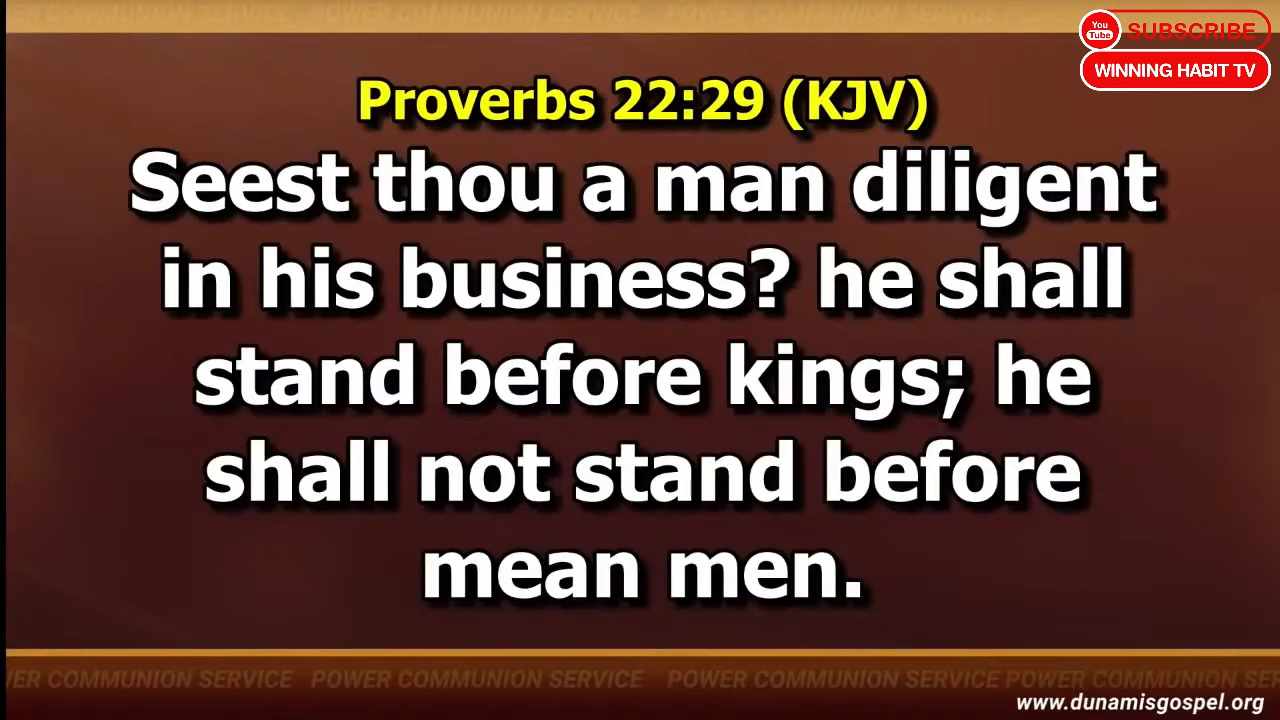 POWER COMMUNION SERVICE
You Tube SUBSCRIBE
WINNING HABIT TV
Proverbs 22:29 (KJV)
Seest thou a man diligent
in his business? he shall
stand before kings; he
shall not stand before
mean men.
COMMUNION SERVICE POWER COMMUNION SERVICE POWER COMMUNION SERVICE POWER COMMUNION SERVICE
www.dunamisgospel.org